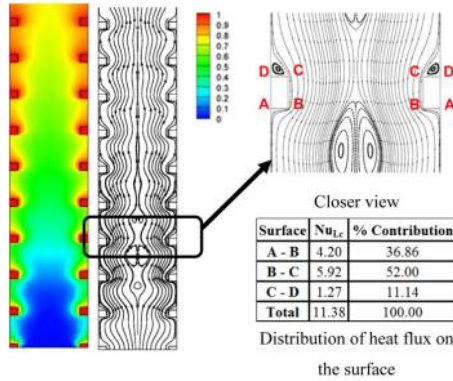 1
0.9
0.8
0.7
0.6
0.5
0.4
0.3
0.2
0.1
0
D C C D
A B B A
Closer view
Surface NuLc % Contribution
A - B 4.20 36.86
B - C 5.92 52.00
C - D 1.27 11.14
Total 11.38 100.00
Distribution of heat flux on
the surface